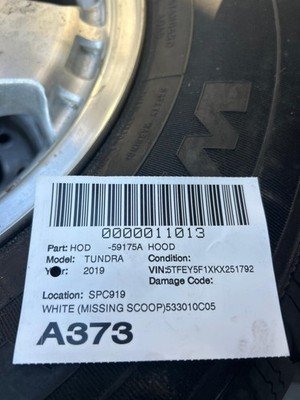 0000011013
Part: HOD -59175A HOOD
Model: TUNDRA Condition:
Year: 2019 VIN:5TFEY5F1XKX251792
Damage Code:
Location: SPC919
WHITE (MISSING SCOOP)533010C05
A373